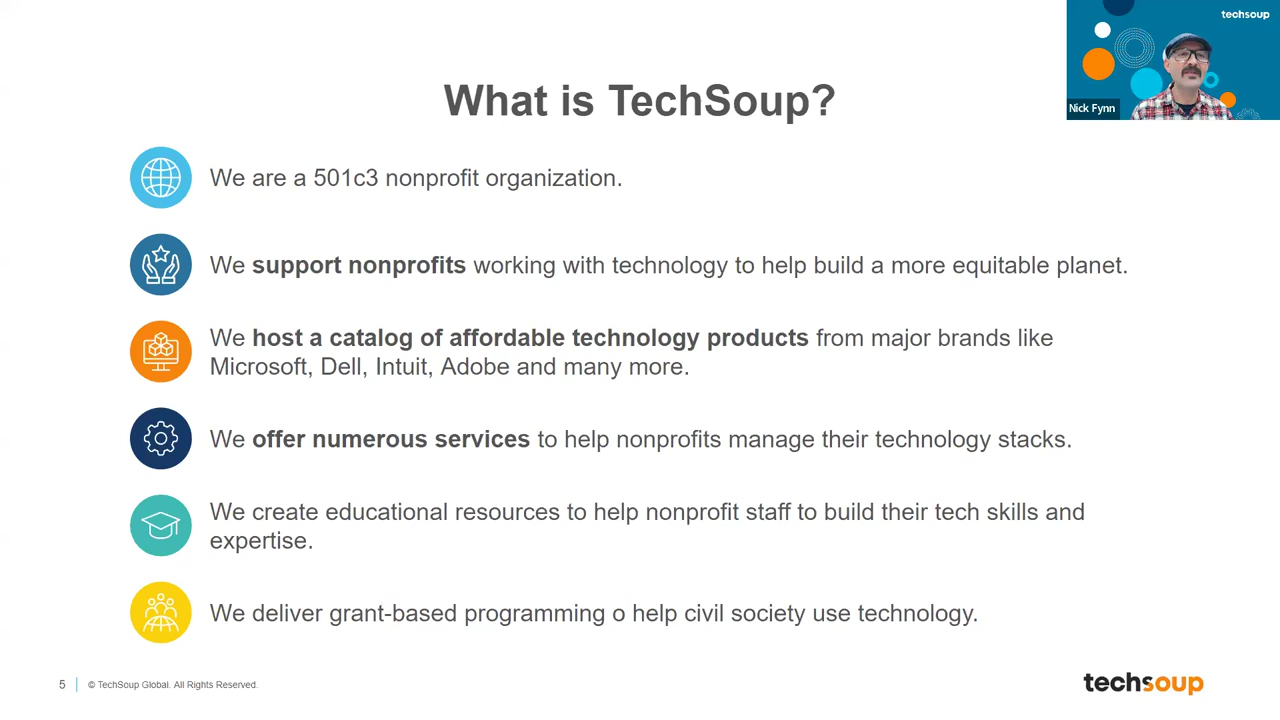 techsoup
Nick Fynn
What is TechSoup?
We are a 501c3 nonprofit organization.
We support nonprofits working with technology to help build a more equitable planet.
We host a catalog of affordable technology products from major brands like
Microsoft, Dell, Intuit, Adobe and many more.
We offer numerous services to help nonprofits manage their technology stacks.
We create educational resources to help nonprofit staff to build their tech skills and
expertise.
We deliver grant-based programming o help civil society use technology.
5
© TechSoup Global. All Rights Reserved.
techsoup